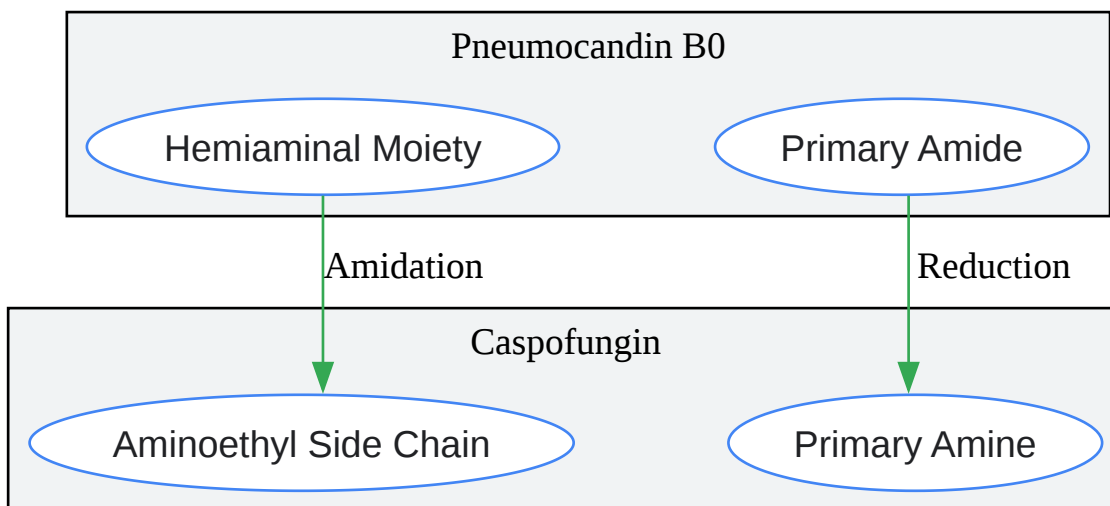 Pneumocandin B0
Hemiaminal Moiety
Primary Amide
Amidation
Reduction
Caspofungin
Aminoethyl Side Chain
Primary Amine